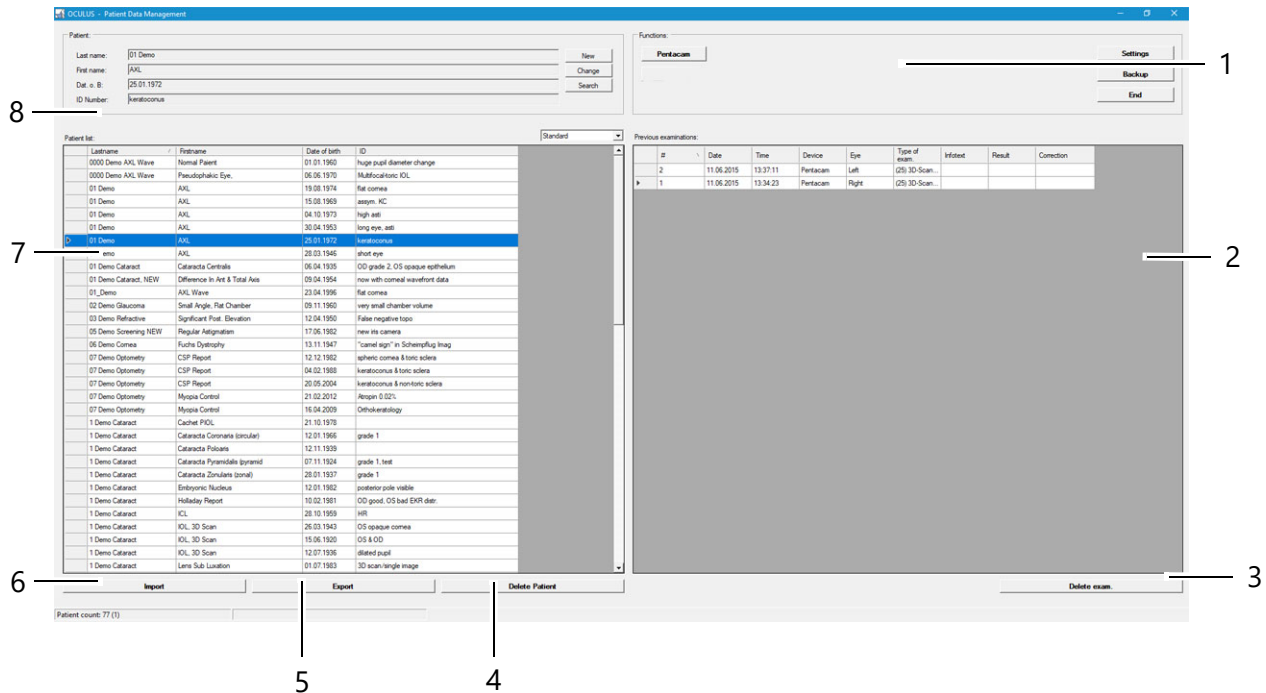 OCULUS - Patient Data Management
Patient:
Last name: 01 Demo New
First name: AXL Change
Dat. o. B: 25.01.1972 Search
ID Number: keratoconus
Functions:
Pentacam Settings
Backup
End
1
8
Patient list: Standard
Lastname Firstname Date of birth ID
0000 Demo AXL Wave Normal Paient 01.01.1960 huge pupil diameter change
0000 Demo AXL Wave Pseudophakic Eye, 06.06.1970 Multifocal-toric IOL
01 Demo AXL 19.08.1974 flat cornea
01 Demo AXL 15.08.1969 assym. KC
01 Demo AXL 04.10.1973 high asti
01 Demo AXL 30.04.1953 long eye, asti
01 Demo AXL 25.01.1972 keratoconus
emo AXL 28.03.1946 short eye
01 Demo Cataract Cataracta Centralis 06.04.1935 OD grade 2, OS opaque epithelium
01 Demo Cataract, NEW Difference In Ant & Total Axis 09.04.1954 now with corneal wavefront data
01_Demo AXL Wave 23.04.1996 flat cornea
02 Demo Glaucoma Small Angle, Flat Chamber 09.11.1960 very small chamber volume
03 Demo Refractive Significant Post. Elevation 12.04.1950 False negative topo
05 Demo Screening NEW Regular Astigmatism 17.06.1982 new iris camera
06 Demo Cornea Fuchs Dystrophy 13.11.1947 "camel sign" in Scheimpflug Imag
07 Demo Optometry CSP Report 12.12.1982 spheric cornea & toric sclera
07 Demo Optometry CSP Report 04.02.1988 keratoconus & toric sclera
07 Demo Optometry CSP Report 20.05.2004 keratoconus & non-toric sclera
07 Demo Optometry Myopia Control 21.02.2012 Atropin 0.02%
07 Demo Optometry Myopia Control 16.04.2009 Orthokeratology
1 Demo Cataract Cachet PIOL 21.10.1978
1 Demo Cataract Cataracta Coronaria (circular) 12.01.1966 grade 1
1 Demo Cataract Cataracta Poloaris 12.11.1939
1 Demo Cataract Cataracta Pyramidalis (pyramid 07.11.1924 grade 1, test
1 Demo Cataract Cataracta Zonularis (zonal) 28.01.1937 grade 1
1 Demo Cataract Embryonic Nucleus 12.01.1982 posterior pole visible
1 Demo Cataract Holladay Report 10.02.1981 OD good, OS bad EKR distr.
1 Demo Cataract ICL 28.10.1959 HR
1 Demo Cataract IOL, 3D Scan 26.03.1943 OS opaque cornea
1 Demo Cataract IOL, 3D Scan 15.06.1920 OS & OD
1 Demo Cataract IOL, 3D Scan 12.07.1936 dilated pupil
1 Demo Cataract Lens Sub Luxation 01.07.1983 3D scan/single image
Previous examinations:
# Date Time Device Eye Type of exam. Infotext Result Correction
2 11.06.2015 13:37:11 Pentacam Left (25) 3D-Scan...
1 11.06.2015 13:34:23 Pentacam Right (25) 3D-Scan...
7
2
6
3
Import Export Delete Patient Delete exam.
Patient count: 77 (1)
5
4